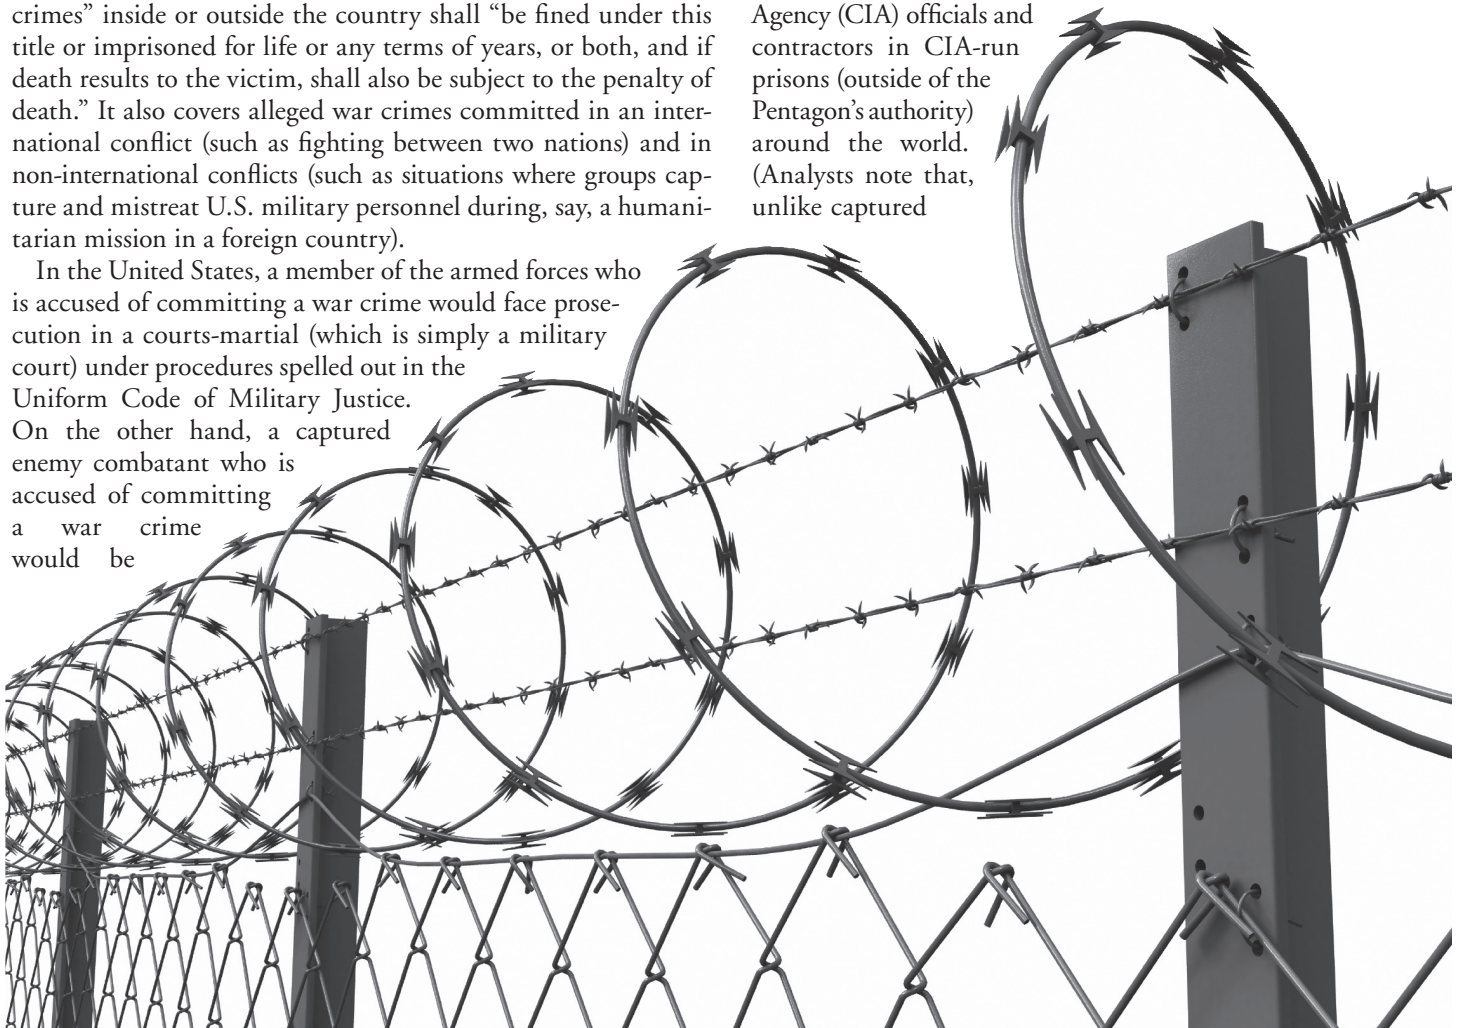 crimes” inside or outside the country shall “be fined under this
title or imprisoned for life or any terms of years, or both, and if
death results to the victim, shall also be subject to the penalty of
death.” It also covers alleged war crimes committed in an inter-
national conflict (such as fighting between two nations) and in
non-international conflicts (such as situations where groups cap-
ture and mistreat U.S. military personnel during, say, a humani-
tarian mission in a foreign country).
In the United States, a member of the armed forces who
is accused of committing a war crime would face prose-
cution in a courts-martial (which is simply a military
court) under procedures spelled out in the
Uniform Code of Military Justice.
On the other hand, a captured
enemy combatant who is
accused of committing
a war crime
would be
Agency (CIA) officials and
contractors in CIA-run
prisons (outside of the
Pentagon’s authority)
around the world.
(Analysts note that,
unlike captured